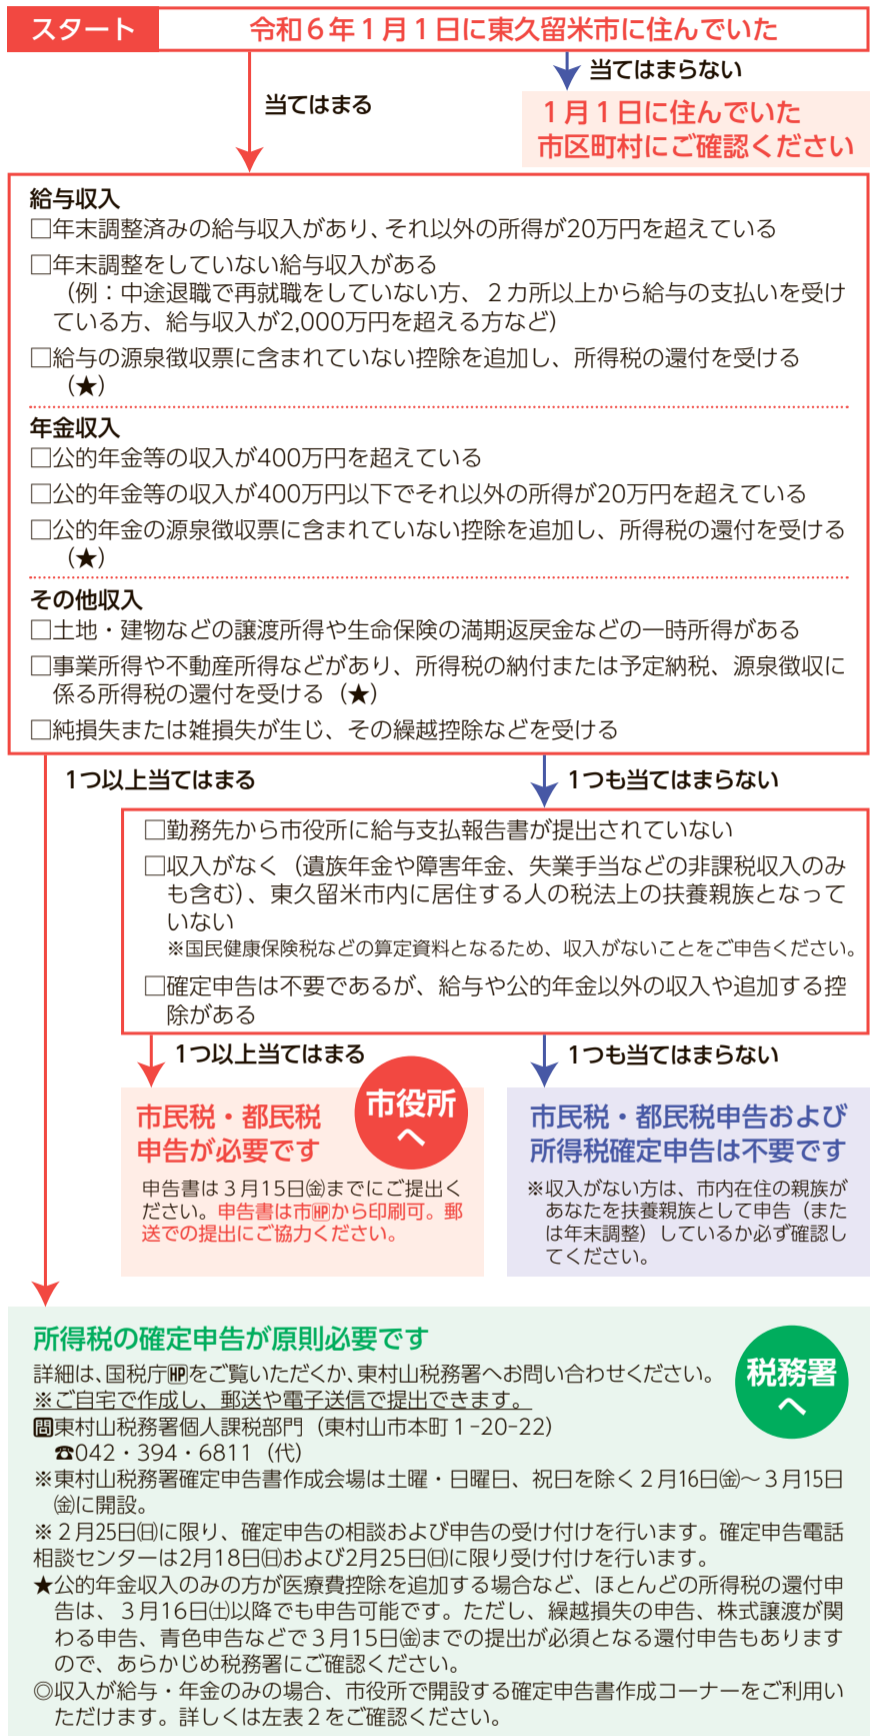 スタート
令和６年１月１日に東久留米市に住んでいた
当てはまらない
当てはまる
１月１日に住んでいた
市区町村にご確認ください
給与収入
□年末調整済みの給与収入があり、それ以外の所得が20万円を超えている
□年末調整をしていない給与収入がある
（例：中途退職で再就職をしていない方、２カ所以上から給与の支払いを受け
ている方、給与収入が2,000万円を超える方など）
□給与の源泉徴収票に含まれていない控除を追加し、所得税の還付を受ける
（★）
年金収入
□公的年金等の収入が400万円を超えている
□公的年金等の収入が400万円以下でそれ以外の所得が20万円を超えている
□公的年金の源泉徴収票に含まれていない控除を追加し、所得税の還付を受ける
（★）
その他収入
□土地・建物などの譲渡所得や生命保険の満期返戻金などの一時所得がある
□事業所得や不動産所得などがあり、所得税の納付または予定納税、源泉徴収に
係る所得税の還付を受ける（★）
□純損失または雑損失が生じ、その繰越控除などを受ける
1つ以上当てはまる
1つも当てはまらない
□勤務先から市役所に給与支払報告書が提出されていない
□収入がなく（遺族年金や障害年金、失業手当などの非課税収入のみ
も含む）、東久留米市内に居住する人の税法上の扶養親族となって
いない
※国民健康保険税などの算定資料となるため、収入がないことをご申告ください。
□確定申告は不要であるが、給与や公的年金以外の収入や追加する控
除がある
1つ以上当てはまる
1つも当てはまらない
市民税・都民税
申告が必要です
市役所
へ
申告書は３月15日㈮までにご提出く
ださい。申告書は市HPから印刷可。郵
送での提出にご協力ください。
市民税・都民税申告および
所得税確定申告は不要です
※収入がない方は、市内在住の親族が
あなたを扶養親族として申告（また
は年末調整）しているか必ず確認し
てください。
所得税の確定申告が原則必要です
税務署
へ
詳細は、国税庁HPをご覧いただくか、東村山税務署へお問い合わせください。
※ご自宅で作成し、郵送や電子送信で提出できます。
問東村山税務署個人課税部門（東村山市本町１-20-22）
☎042・394・6811（代）
※東村山税務署確定申告書作成会場は土曜・日曜日、祝日を除く２月16日㈮～３月15日
㈮に開設。
※２月25日㈰に限り、確定申告の相談および申告の受け付けを行います。確定申告電話
相談センターは2月18日㈰および2月25日㈰に限り受け付けを行います。
★公的年金収入のみの方が医療費控除を追加する場合など、ほとんどの所得税の還付申
告は、３月16日㈯以降でも申告可能です。ただし、繰越損失の申告、株式譲渡が関
わる申告、青色申告などで３月15日㈮までの提出が必須となる還付申告もあります
ので、あらかじめ税務署にご確認ください。
◎収入が給与・年金のみの場合、市役所で開設する確定申告書作成コーナーをご利用い
ただけます。詳しくは左表２をご確認ください。